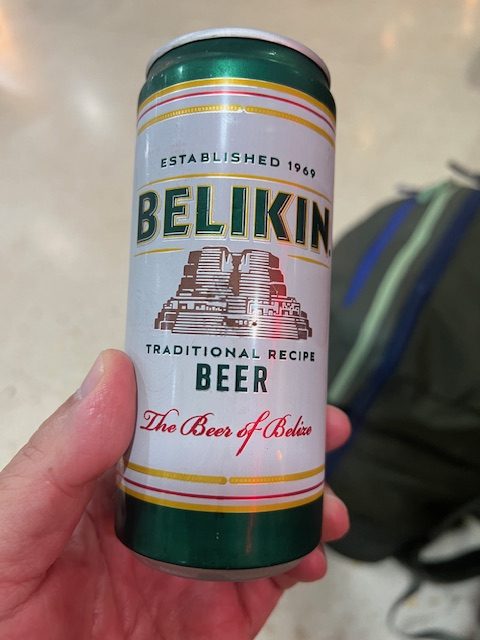 ESTABLISHED 1969
BELIKIN
TRADITIONAL RECIPE
BEER
The Beer of Belize